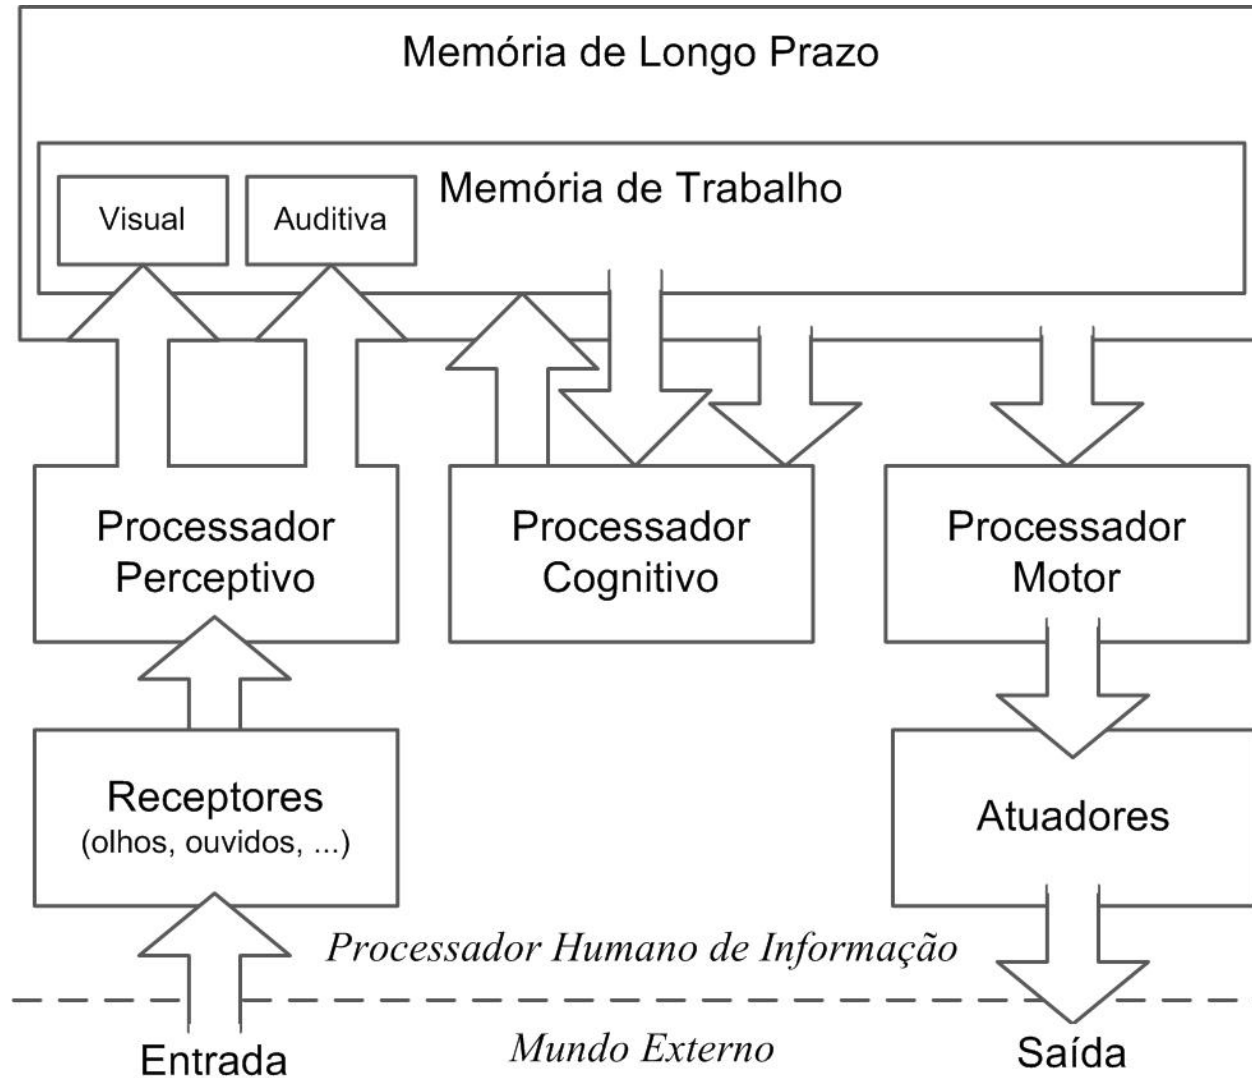 Memória de Longo Prazo
Memória de Trabalho
Visual
Auditiva
Processador
Perceptivo
Processador
Cognitivo
Processador
Motor
Receptores
(olhos, ouvidos, ...)
Atuadores
Processador Humano de Informação
Entrada
Mundo Externo
Saída